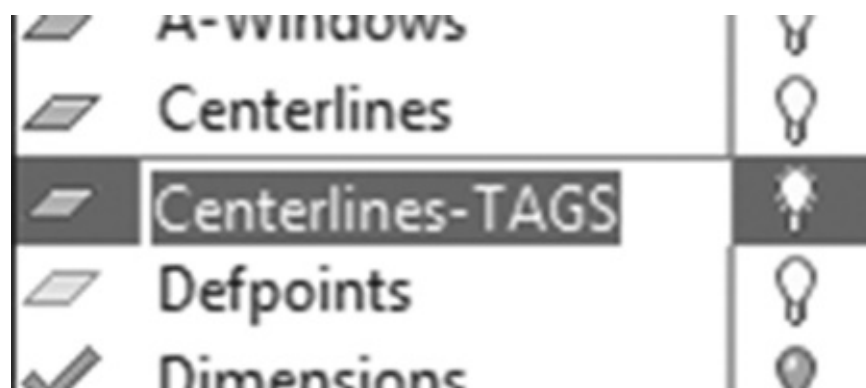 A-Windows
Centerlines
Centerlines-TAGS
Defpoints
Dimensions